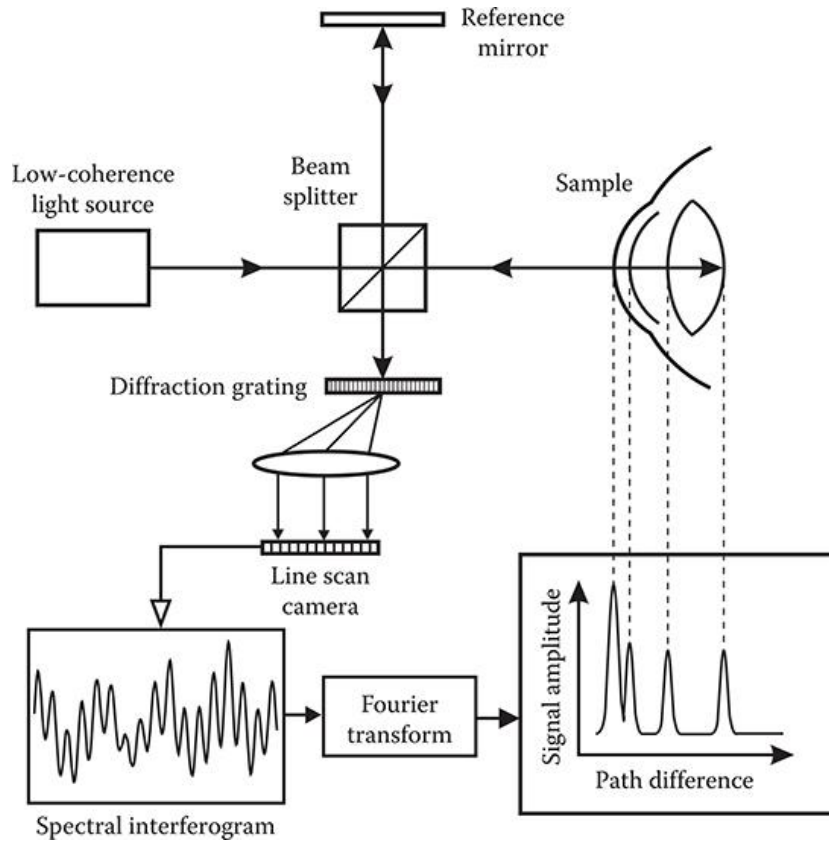 Reference
mirror
Low-coherence
light source
Beam
splitter
Sample
Diffraction grating
Line scan
camera
Spectral interferogram
Fourier
transform
Signal amplitude
Path difference